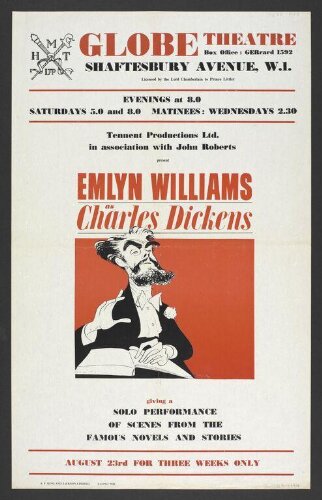 H M T
LTD
GLOBE THEATRE
Box Office : GERrard 1592
SHAFTESBURY AVENUE, W.1.
Licensed by the Lord Chamberlain to Prince Littler
EVENINGS at 8.0
SATURDAYS 5.0 and 8.0 MATINEES: WEDNESDAYS 2.30
Tennent Productions Ltd.
in association with John Roberts
present
EMLYN WILLIAMS
as
Charles Dickens
giving a
SOLO PERFORMANCE
OF SCENES FROM THE
FAMOUS NOVELS AND STORIES
AUGUST 23rd FOR THREE WEEKS ONLY